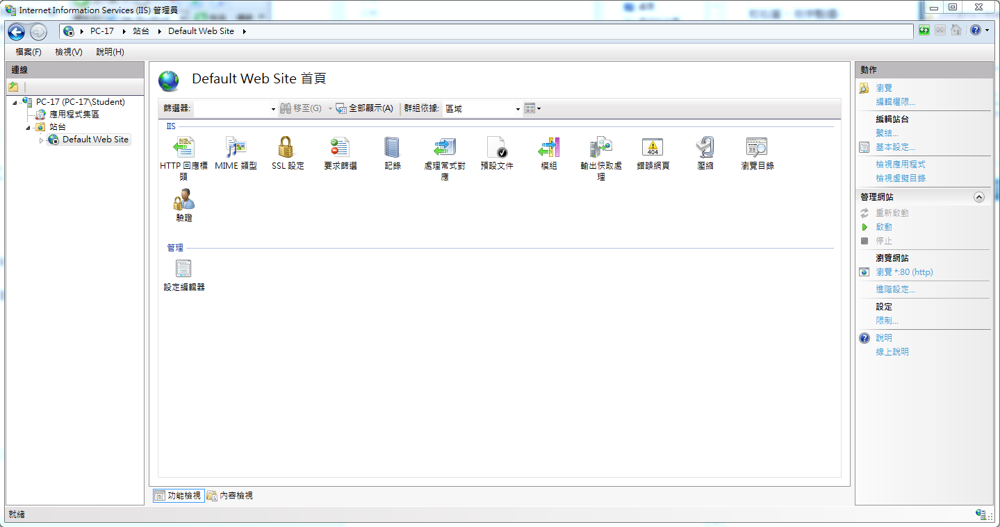 Internet Information Services (IIS) 管理員
PC-17
站台
Default Web Site
檔案(F)
檢視(V)
說明(H)
連線
PC-17 (PC-17\Student)
應用程式集區
站台
Default Web Site
Default Web Site 首頁
篩選器:
移至(G)
全部顯示(A)
群組依據:
區域
IIS
HTTP 回應標
頭
MIME 類型
SSL 設定
要求篩選
記錄
處理常式對
應
預設文件
模組
輸出快取處
理
404
錯誤網頁
壓縮
瀏覽目錄
驗證
管理
設定編輯器
功能檢視
內容檢視
動作
瀏覽
編輯權限...
編輯站台
繫結...
基本設定...
檢視應用程式
檢視虛擬目錄
管理網站
重新啟動
啟動
停止
瀏覽網站
瀏覽 *:80 (http)
進階設定...
設定
限制...
說明
線上說明
就緒